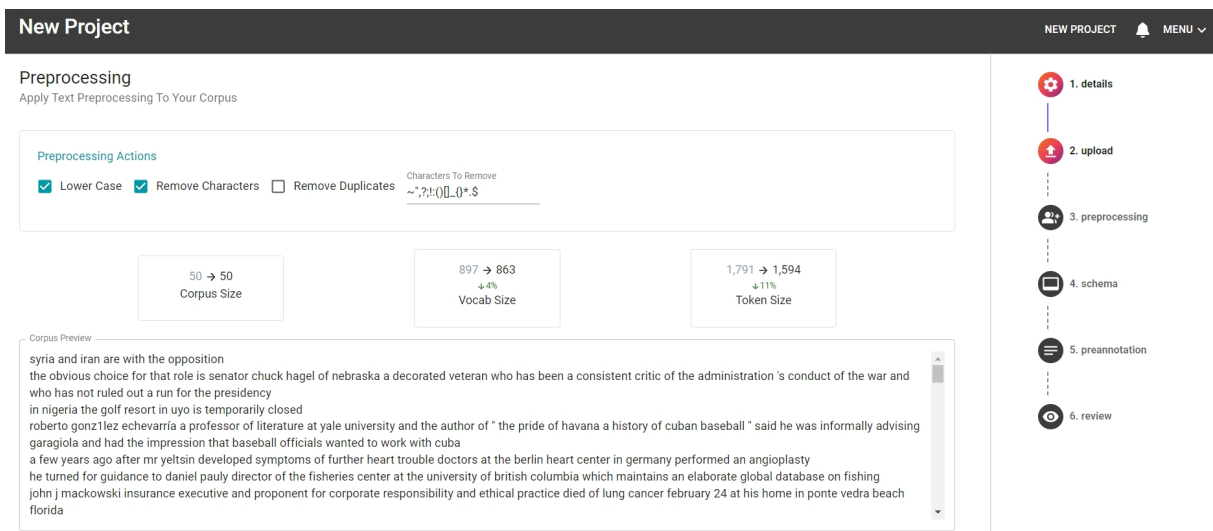 New Project
NEW PROJECT
MENU
Preprocessing
Apply Text Preprocessing To Your Corpus
Preprocessing Actions
Lower Case
Remove Characters
Remove Duplicates
Characters To Remove
~",?;!:()[]_{}*.$
50 → 50
Corpus Size
897 → 863
↓4%
Vocab Size
1,791 → 1,594
↓11%
Token Size
Corpus Preview
syria and iran are with the opposition
the obvious choice for that role is senator chuck hagel of nebraska a decorated veteran who has been a consistent critic of the administration 's conduct of the war and
who has not ruled out a run for the presidency
in nigeria the golf resort in uyo is temporarily closed
roberto gonz1lez echevarría a professor of literature at yale university and the author of " the pride of havana a history of cuban baseball " said he was informally advising
garagiola and had the impression that baseball officials wanted to work with cuba
a few years ago after mr yeltsin developed symptoms of further heart trouble doctors at the berlin heart center in germany performed an angioplasty
he turned for guidance to daniel pauly director of the fisheries center at the university of british columbia which maintains an elaborate global database on fishing
john j mackowski insurance executive and proponent for corporate responsibility and ethical practice died of lung cancer february 24 at his home in ponte vedra beach
florida
1. details
2. upload
3. preprocessing
4. schema
5. preannotation
6. review